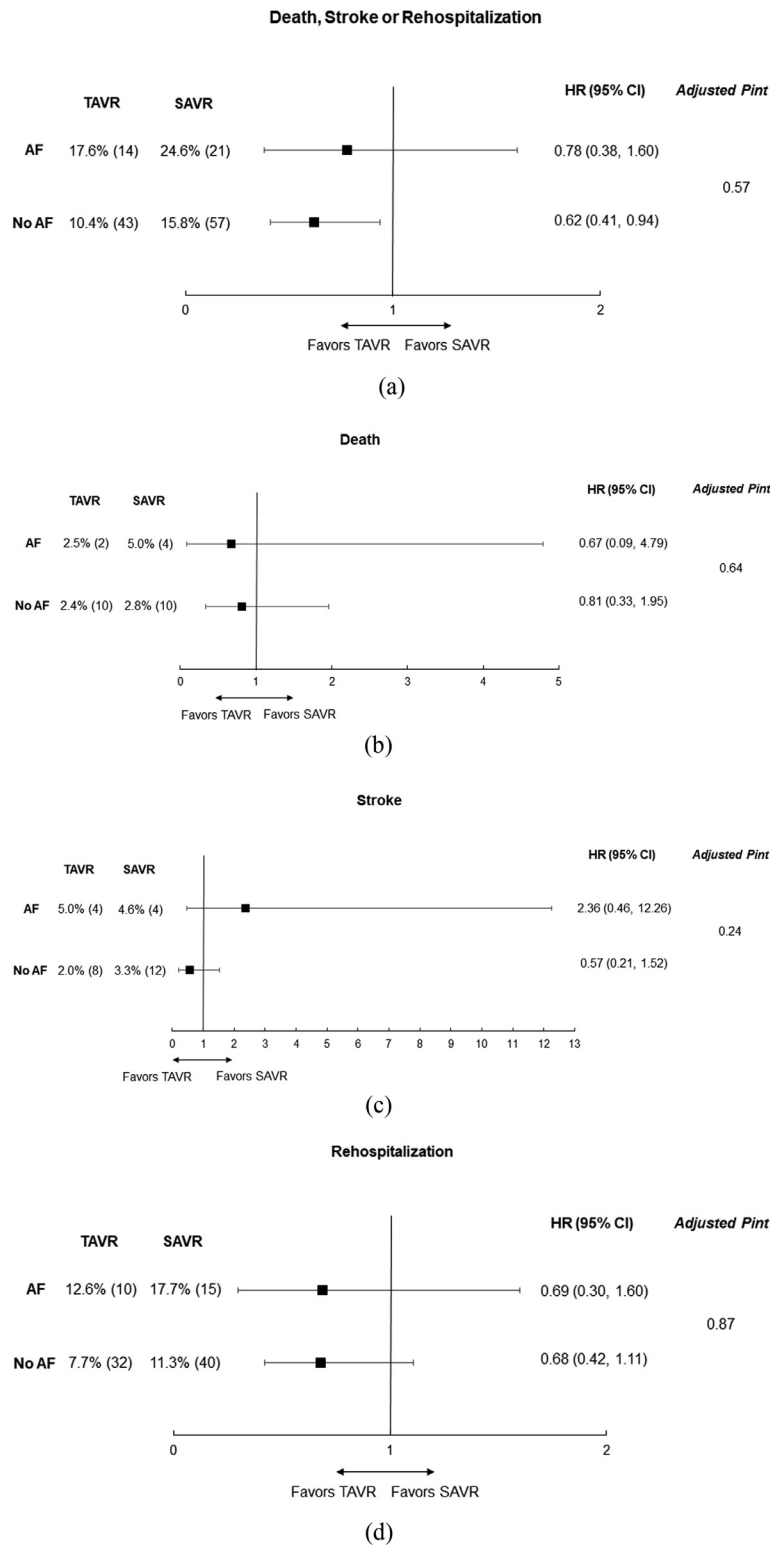 Death, Stroke or Rehospitalization
HR (95% CI) Adjusted Pint
TAVR SAVR
AF 17.6% (14) 24.6% (21) 0.78 (0.38, 1.60)
0.57
No AF 10.4% (43) 15.8% (57) 0.62 (0.41, 0.94)
0 1 2
Favors TAVR Favors SAVR
(a)
Death
HR (95% CI) Adjusted Pint
TAVR SAVR
AF 2.5% (2) 5.0% (4) 0.67 (0.09, 4.79)
0.64
No AF 2.4% (10) 2.8% (10) 0.81 (0.33, 1.95)
0 1 2 3 4 5
Favors TAVR Favors SAVR
(b)
Stroke
HR (95% CI) Adjusted Pint
TAVR SAVR
AF 5.0% (4) 4.6% (4) 2.36 (0.46, 12.26)
0.24
No AF 2.0% (8) 3.3% (12) 0.57 (0.21, 1.52)
0 1 2 3 4 5 6 7 8 9 10 11 12 13
Favors TAVR Favors SAVR
(c)
Rehospitalization
HR (95% CI) Adjusted Pint
TAVR SAVR
AF 12.6% (10) 17.7% (15) 0.69 (0.30, 1.60)
0.87
No AF 7.7% (32) 11.3% (40) 0.68 (0.42, 1.11)
0 1 2
Favors TAVR Favors SAVR
(d)